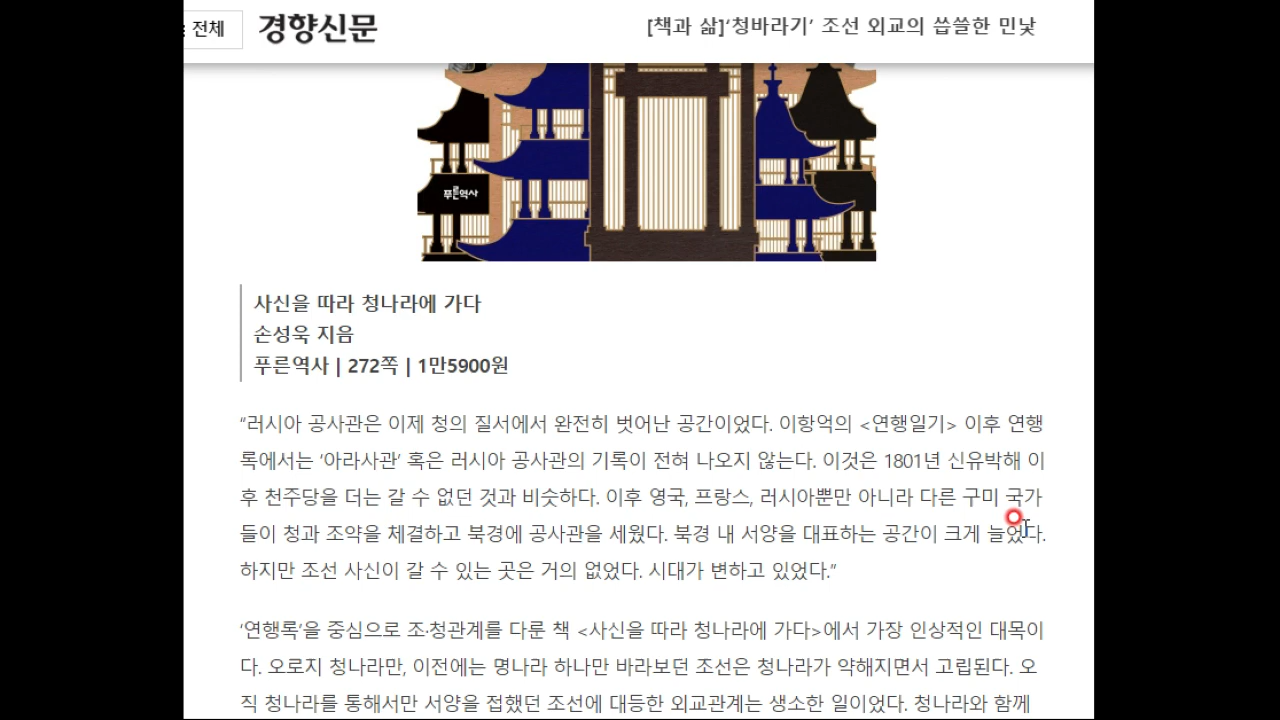 전체
경향신문
[책과 삶]‘청바라기’ 조선 외교의 씁쓸한 민낯
푸른역사
사신을 따라 청나라에 가다
손성욱 지음
푸른역사 | 272쪽 | 1만5900원
“러시아 공사관은 이제 청의 질서에서 완전히 벗어난 공간이었다. 이항억의 <연행일기> 이후 연행
록에서는 ‘아라사관’ 혹은 러시아 공사관의 기록이 전혀 나오지 않는다. 이것은 1801년 신유박해 이
후 천주당을 더는 갈 수 없던 것과 비슷하다. 이후 영국, 프랑스, 러시아뿐만 아니라 다른 구미 국가
들이 청과 조약을 체결하고 북경에 공사관을 세웠다. 북경 내 서양을 대표하는 공간이 크게 늘었다.
하지만 조선 사신이 갈 수 있는 곳은 거의 없었다. 시대가 변하고 있었다.”
‘연행록’을 중심으로 조·청관계를 다룬 책 <사신을 따라 청나라에 가다>에서 가장 인상적인 대목이
다. 오로지 청나라만, 이전에는 명나라 하나만 바라보던 조선은 청나라가 약해지면서 고립된다. 오
직 청나라를 통해서만 서양을 접했던 조선에 대등한 외교관계는 생소한 일이었다. 청나라와 함께